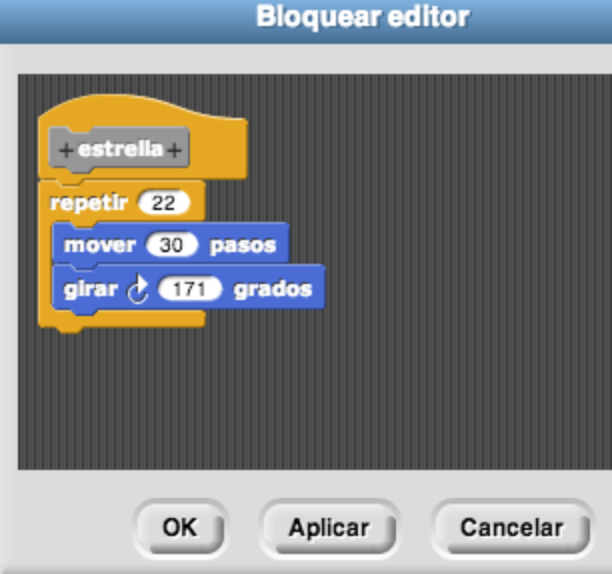 Bloquear editor
+ estrella +
repetir 22
mover 30 pasos
girar 171 grados
OK Aplicar Cancelar